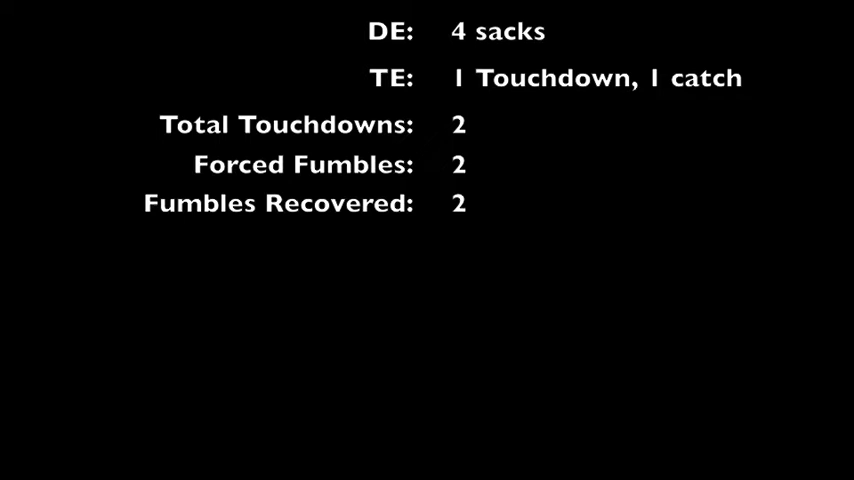 DE: 4 sacks
TE: 1 Touchdown, 1 catch
Total Touchdowns: 2
Forced Fumbles: 2
Fumbles Recovered: 2